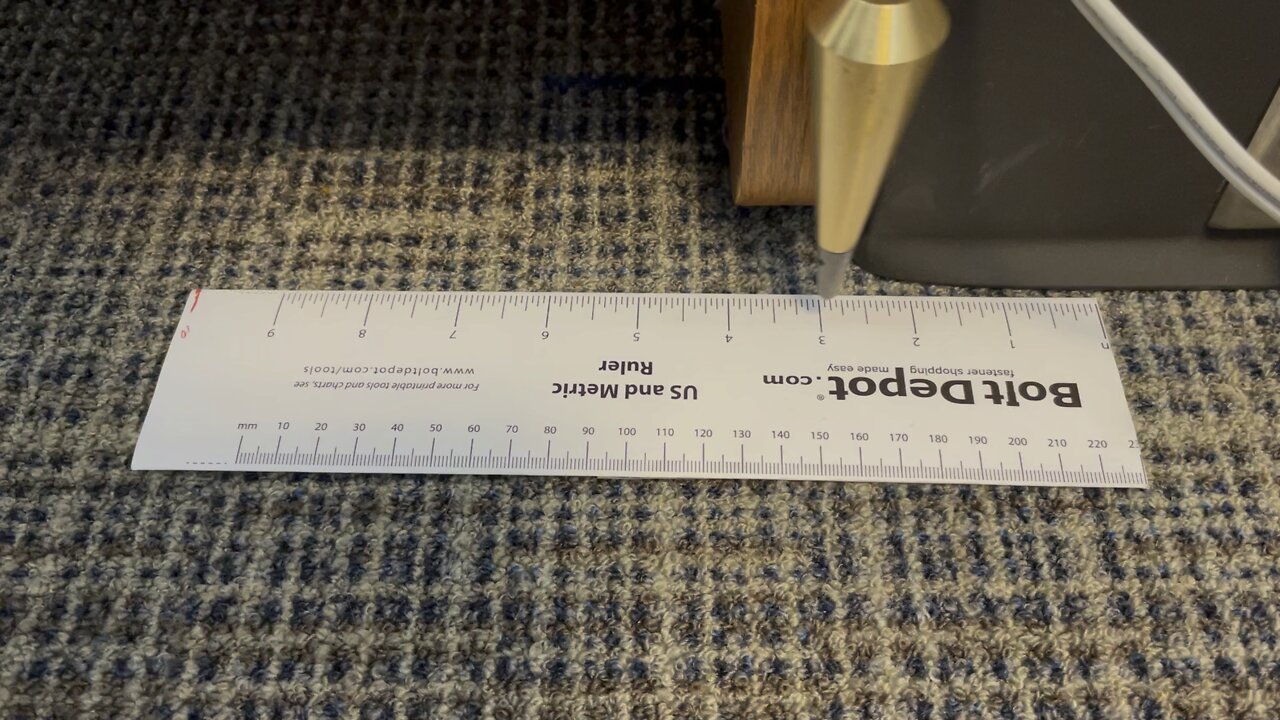 9 8 7 6 5 4 3 2 1
Bolt Depot.com®
fastener shopping made easy
US and Metric
Ruler
For more printable tools and charts, see
www.boltdepot.com/tools
mm 10 20 30 40 50 60 70 80 90 100 110 120 130 140 150 160 170 180 190 200 210 220